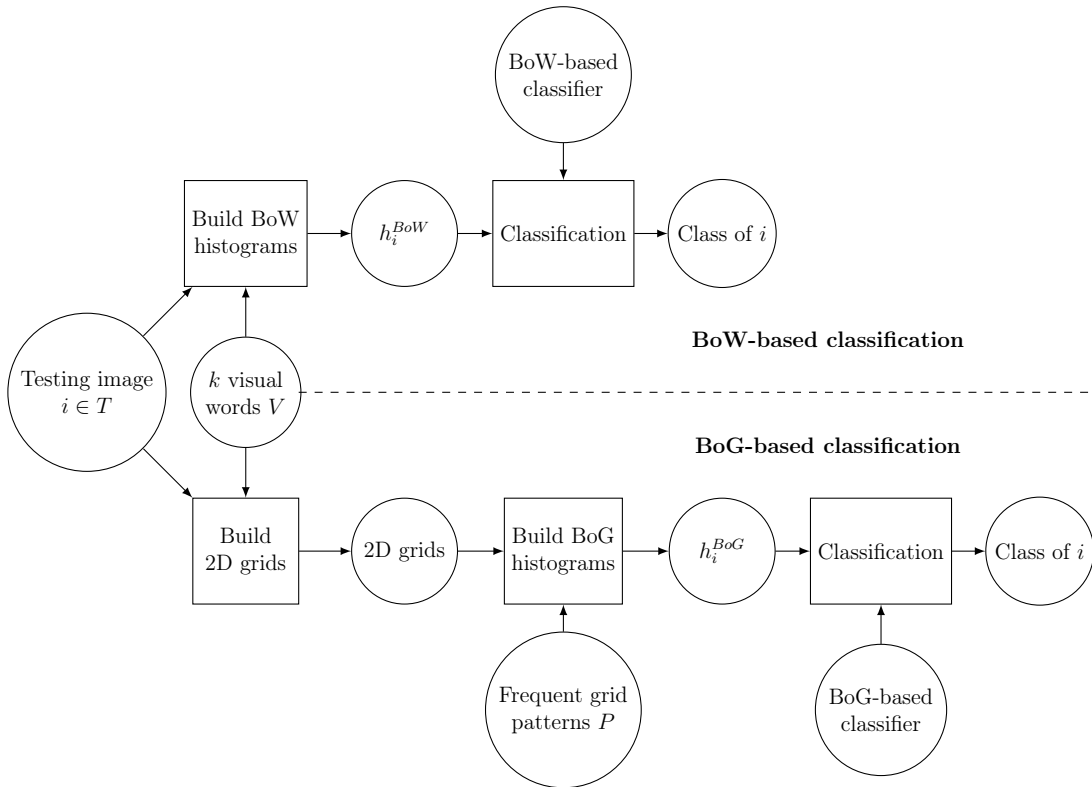 BoW-based
classifier
Build BoW
histograms
h_i^{BoW}
Classification
Class of i
BoW-based classification
Testing image
i ∈ T
k visual
words V
BoG-based classification
Build
2D grids
2D grids
Build BoG
histograms
h_i^{BoG}
Classification
Class of i
Frequent grid
patterns P
BoG-based
classifier